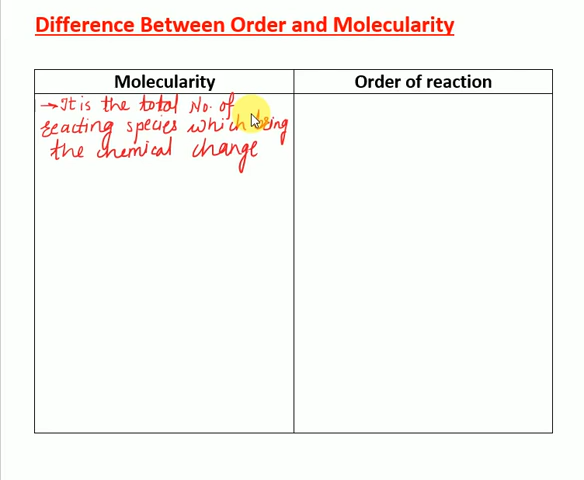 Difference Between Order and Molecularity
Molecularity
Order of reaction
→It is the total No. of
reacting species which bring
the chemical change